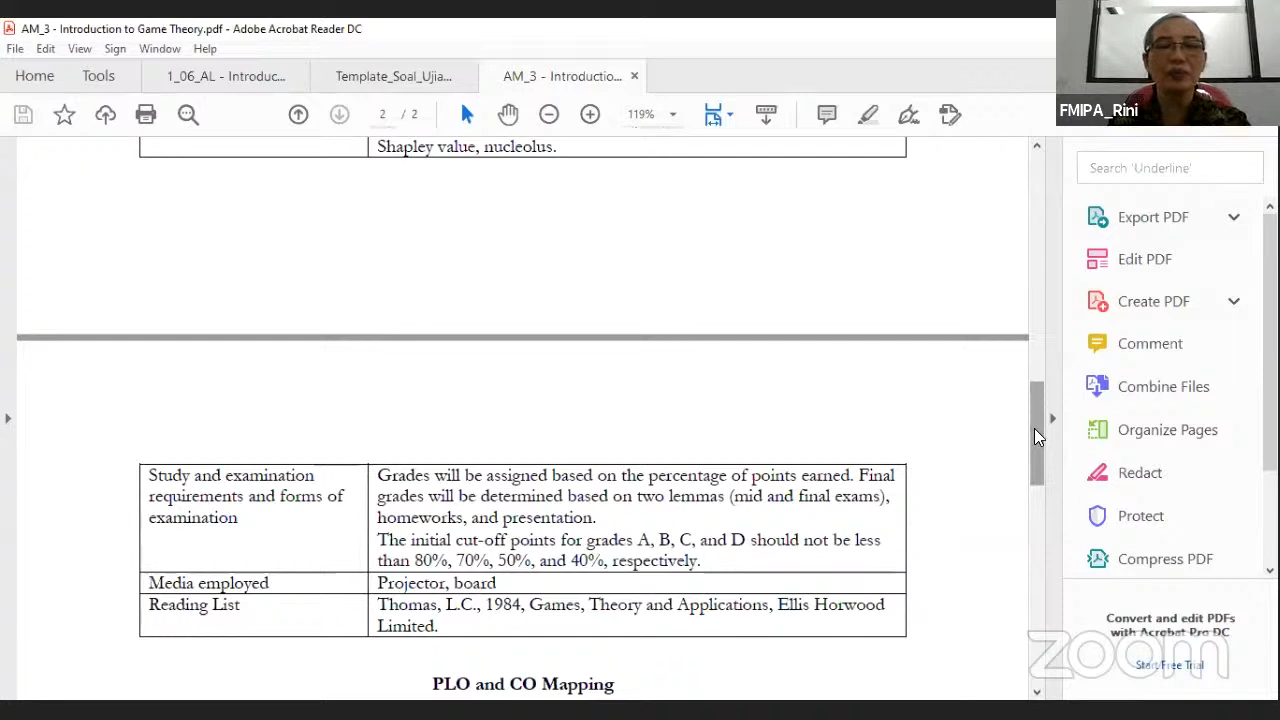 AM_3 - Introduction to Game Theory.pdf - Adobe Acrobat Reader DC
File Edit View Sign Window Help
Home Tools 1_06_AL - Introduc... Template_Soal_Ujia... AM_3 - Introductio... ×
2 / 2 119%
FMIPA_Rini
Shapley value, nucleolus.
Study and examination
requirements and forms of
examination
Grades will be assigned based on the percentage of points earned. Final
grades will be determined based on two lemmas (mid and final exams),
homeworks, and presentation.
The initial cut-off points for grades A, B, C, and D should not be less
than 80%, 70%, 50%, and 40%, respectively.
Media employed
Projector, board
Reading List
Thomas, L.C., 1984, Games, Theory and Applications, Ellis Horwood
Limited.
PLO and CO Mapping
Search 'Underline'
Export PDF
Edit PDF
Create PDF
Comment
Combine Files
Organize Pages
Redact
Protect
Compress PDF
Convert and edit PDFs
with Acrobat Pro DC
Start Free Trial
zoom